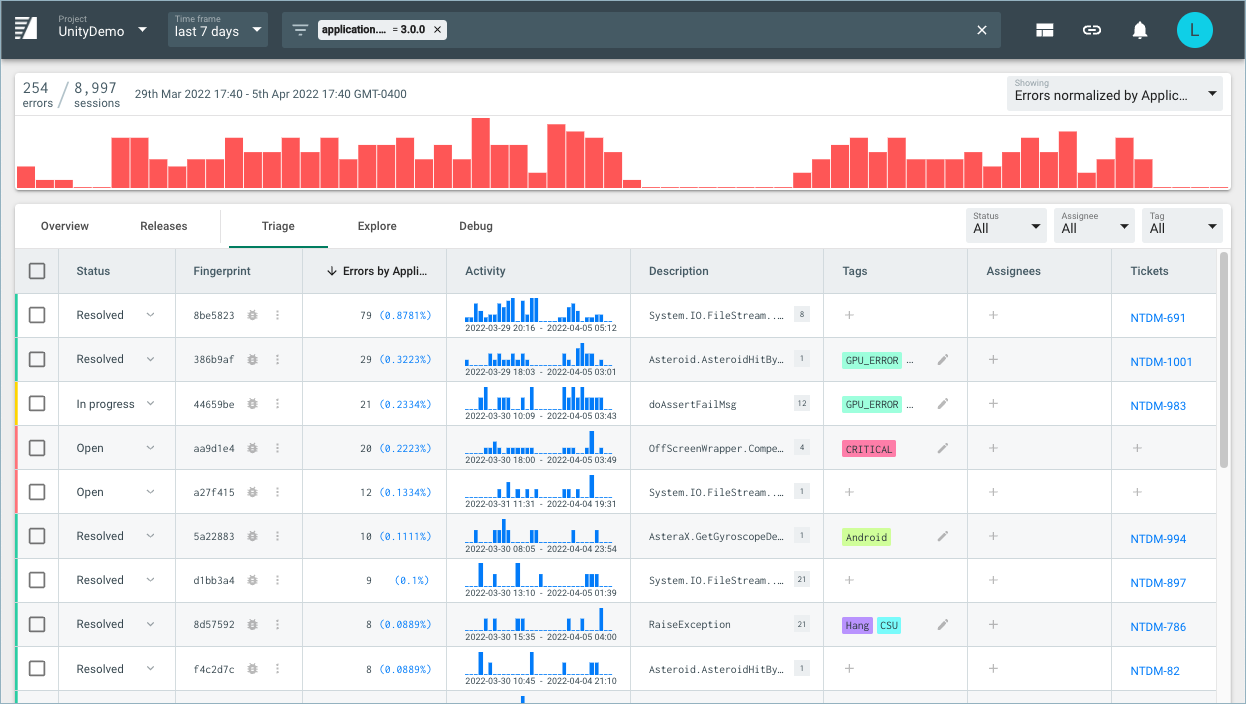 Project
UnityDemo
Time frame
last 7 days
application.... = 3.0.0 ×
L
254 errors / 8,997 sessions
29th Mar 2022 17:40 - 5th Apr 2022 17:40 GMT-0400
Showing
Errors normalized by Applic...
Overview Releases Triage Explore Debug
Status
All
Assignee
All
Tag
All
Status Fingerprint Errors by Appli... Activity Description Tags Assignees Tickets
Resolved 8be5823 79 (0.8781%) 2022-03-29 20:16 - 2022-04-05 05:12 System.IO.FileStream.... 8 NTDM-691
Resolved 386b9af 29 (0.3223%) 2022-03-29 18:03 - 2022-04-05 03:01 Asteroid.AsteroidHitBy... 1 GPU_ERROR ... NTDM-1001
In progress 44659be 21 (0.2334%) 2022-03-30 10:09 - 2022-04-05 03:43 doAssertFailMsg 12 GPU_ERROR ... NTDM-983
Open aa9d1e4 20 (0.2223%) 2022-03-30 18:00 - 2022-04-05 03:49 OffScreenWrapper.Compe... 4 CRITICAL
Open a27f415 12 (0.1334%) 2022-03-31 11:31 - 2022-04-04 19:31 System.IO.FileStream.... 1
Resolved 5a22883 10 (0.1111%) 2022-03-30 08:05 - 2022-04-04 23:54 AsteraX.GetGyroscopeDe... 1 Android NTDM-994
Resolved d1bb3a4 9 (0.1%) 2022-03-30 13:10 - 2022-04-05 01:39 System.IO.FileStream.... 21 NTDM-897
Resolved 8d57592 8 (0.0889%) 2022-03-30 15:35 - 2022-04-05 04:00 RaiseException 21 Hang CSU NTDM-786
Resolved f4c2d7c 8 (0.0889%) 2022-03-30 10:45 - 2022-04-04 21:10 Asteroid.AsteroidHitBy... 1 NTDM-82